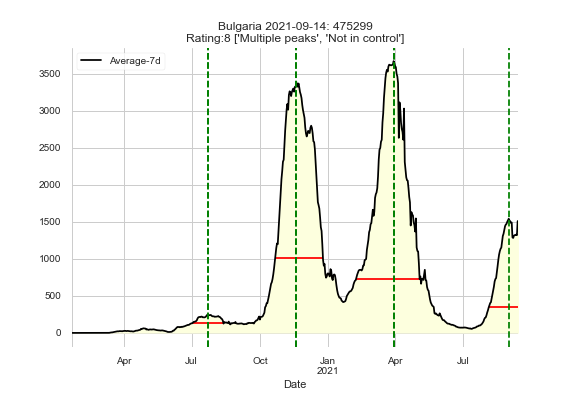 Bulgaria 2021-09-14: 475299
Rating:8 ['Multiple peaks', 'Not in control']
Average-7d
3500
3000
2500
2000
1500
1000
500
0
Apr
Jul
Oct
Jan
2021
Apr
Jul
Date